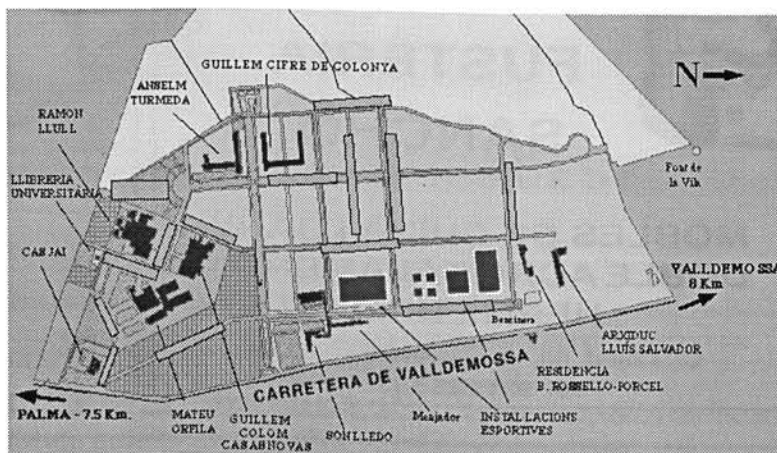 GUILLEM CIFRE DE COLONYA
ANSELM
TURMEDA
N
RAMON
LLULL
LLIBRERIA
UNIVERSITÀRIA
CAS JAI
Font de
la Vila
VALLDEMOSSA
8 Km
Benzinera
ARXIDUC
LLUÍS SALVADOR
RESIDENCIA
B. ROSSELLO-PORCEL
CARRETERA DE VALLDEMOSSA
PALMA - 7.5 Km.
MATEU
ORFILA
GUILLEM
COLOM
CASASNOVAS
SON LLEDO
Menjador
INSTAL·LACIONS
ESPORTIVES